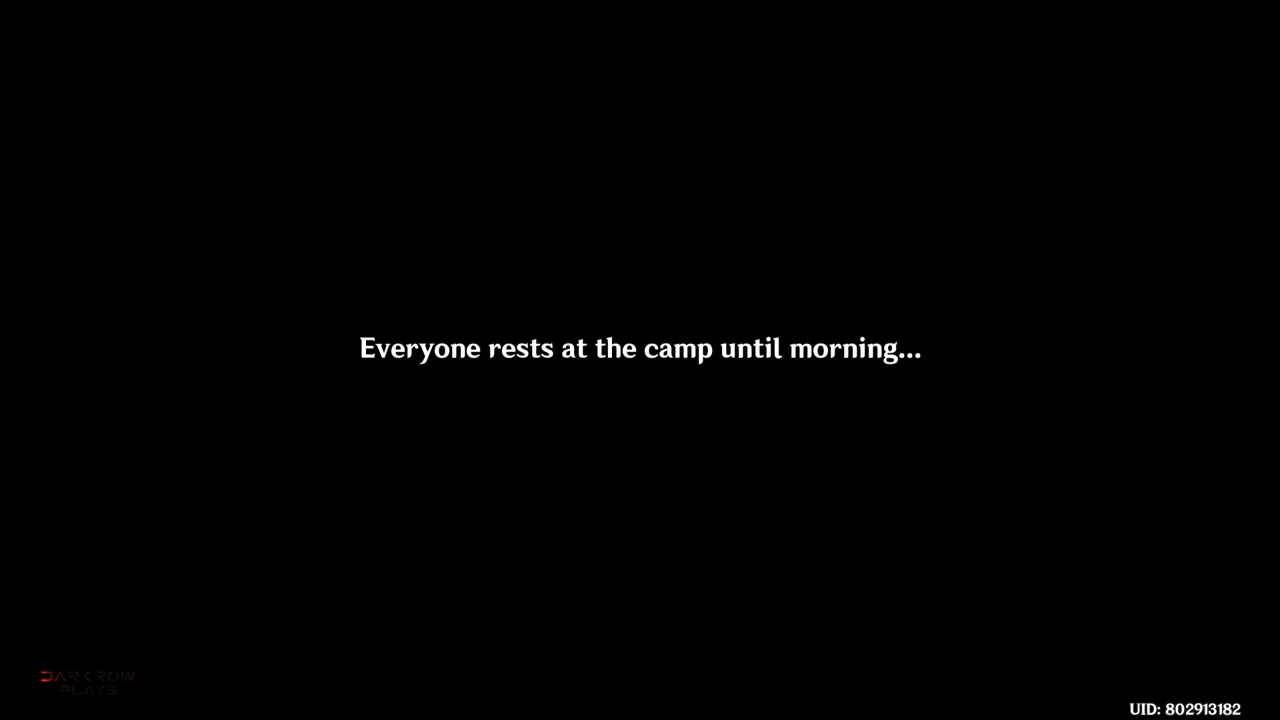 Everyone rests at the camp until morning...
DARKROW
PLAYS
UID: 802913182